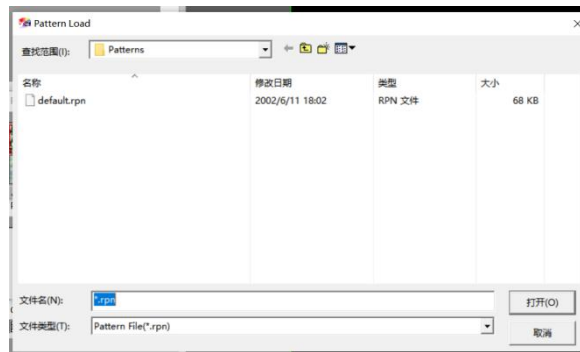 Pattern Load
查找范围(I): Patterns
名称 修改日期 类型 大小
default.rpn 2002/6/11 18:02 RPN 文件 68 KB
文件名(N): *.rpn 打开(O)
文件类型(T): Pattern File(*.rpn) 取消